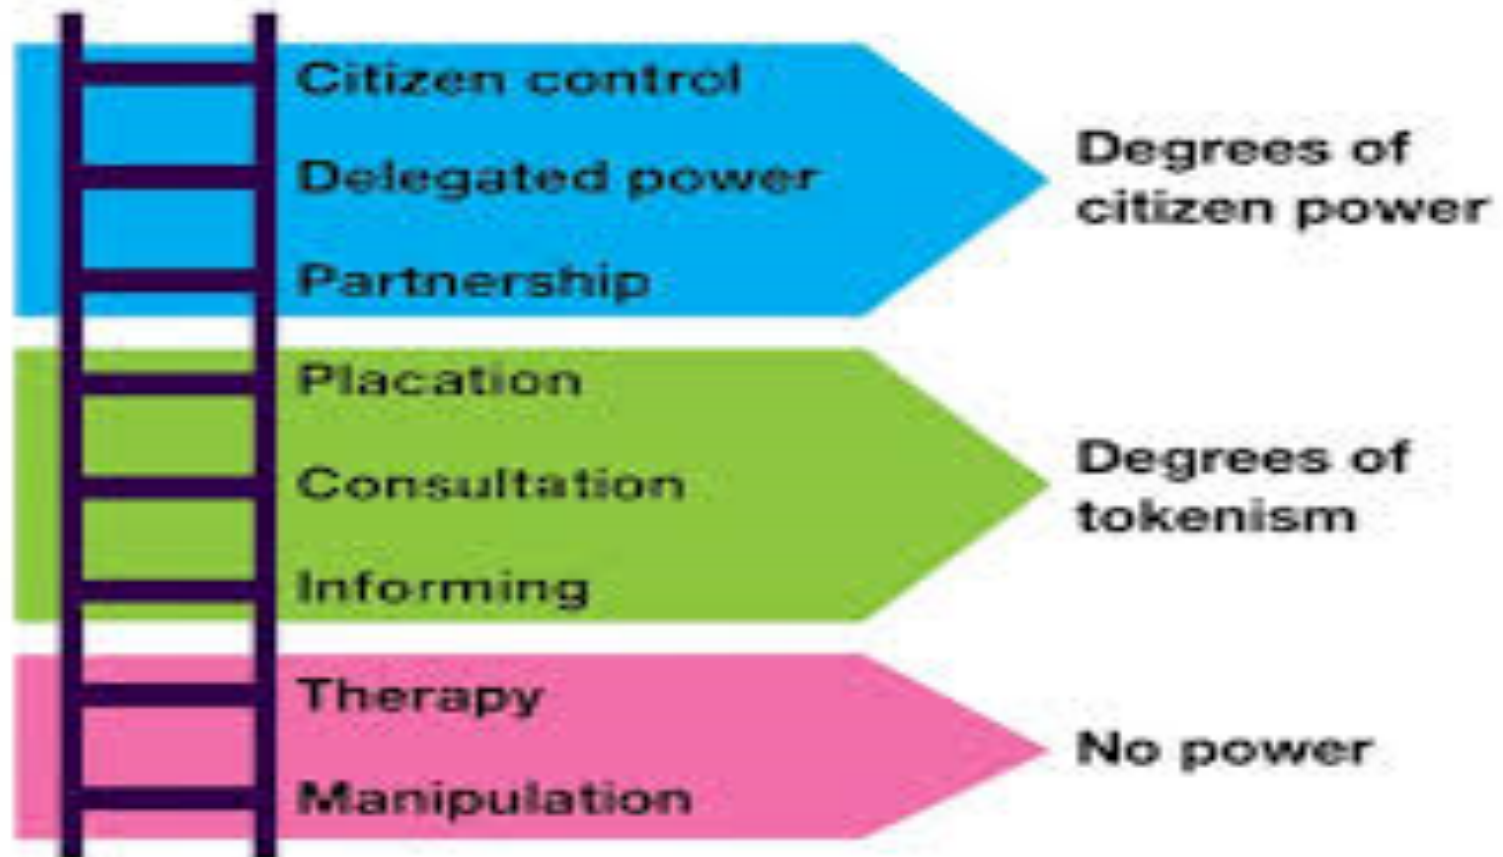 Citizen control
Delegated power
Partnership
Degrees of
citizen power
Placation
Consultation
Informing
Degrees of
tokenism
Therapy
Manipulation
No power